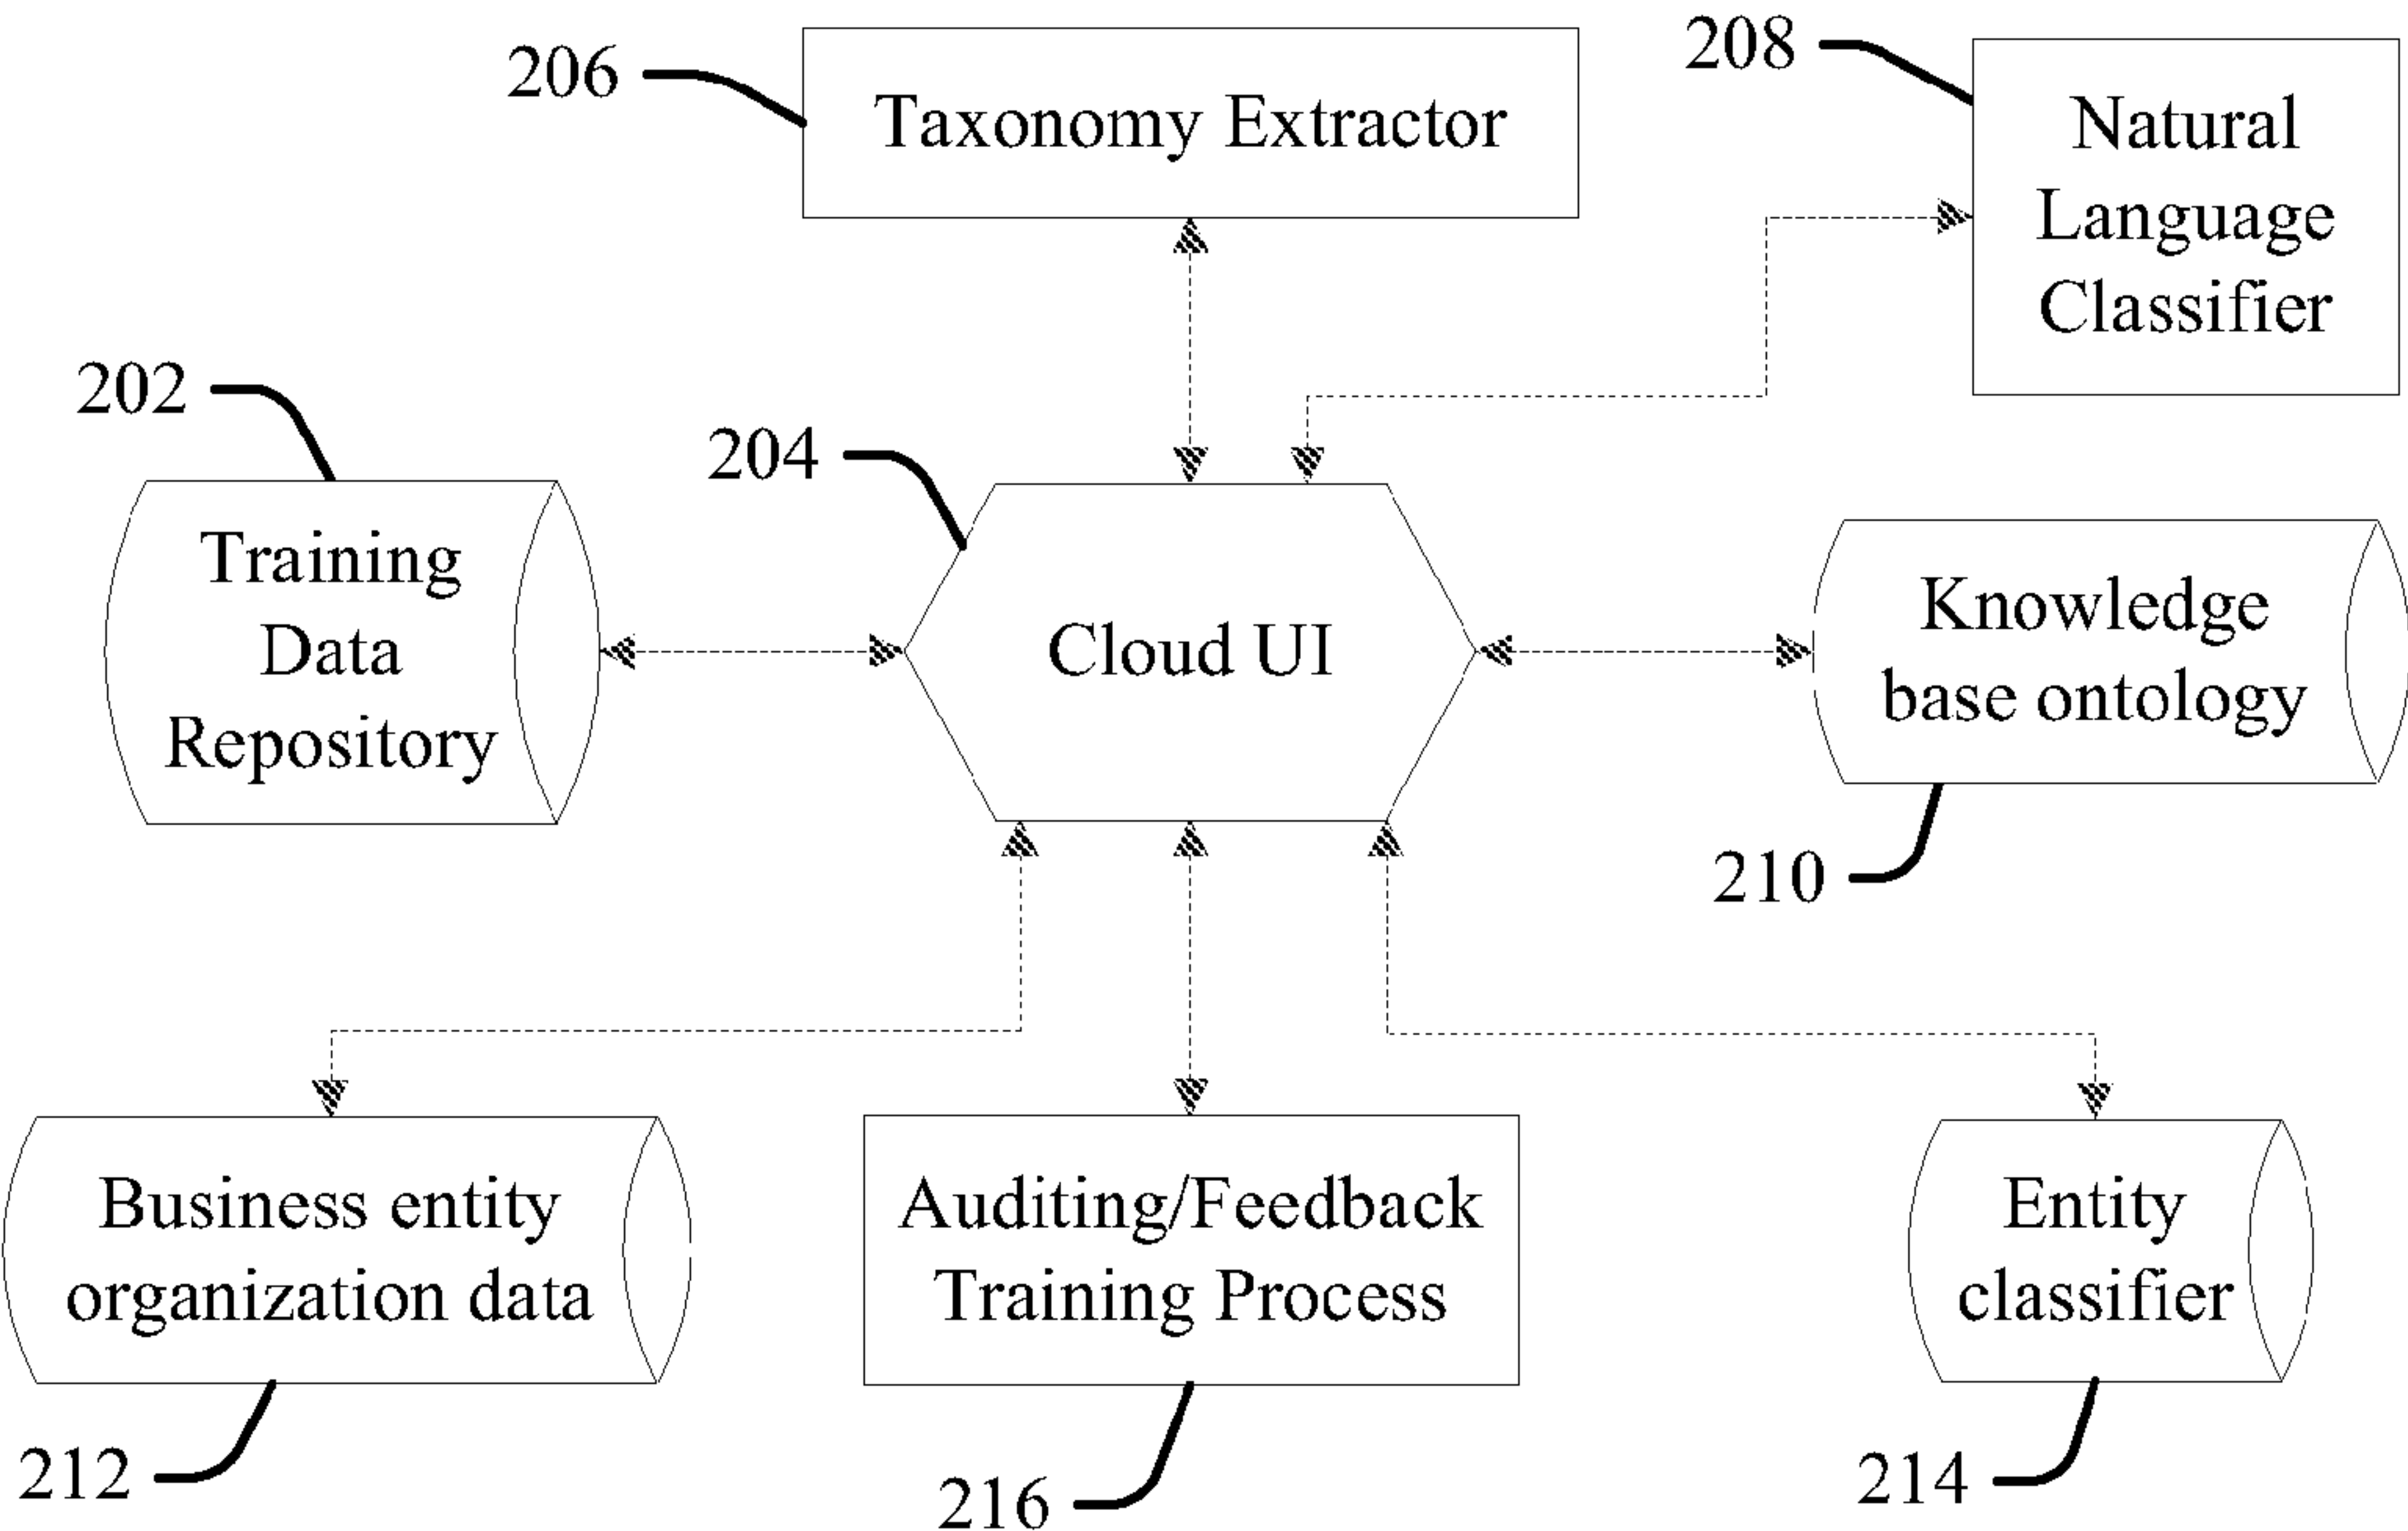 206
Taxonomy Extractor
208
Natural
Language
Classifier
202
Training
Data
Repository
204
Cloud UI
Knowledge
base ontology
210
Business entity
organization data
212
Auditing/Feedback
Training Process
216
Entity
classifier
214